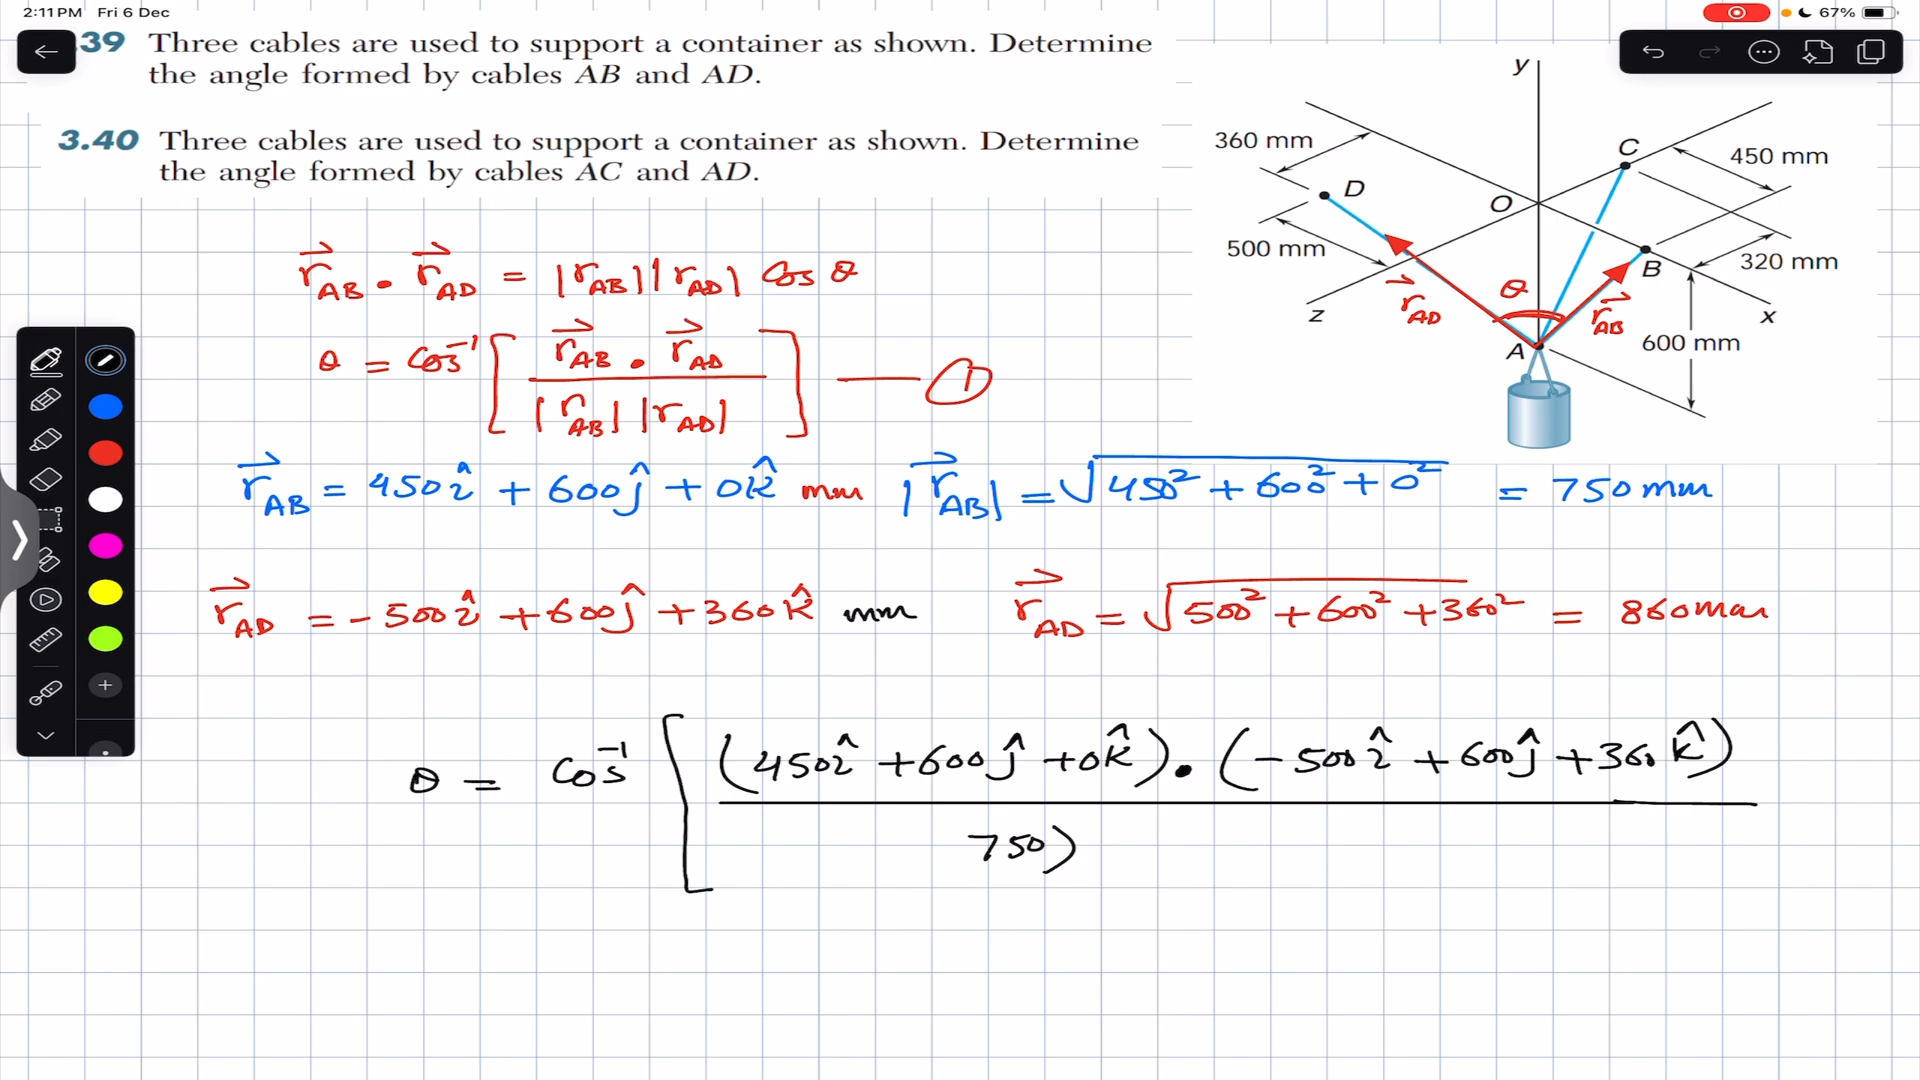 2:11 PM Fri 6 Dec
67%
.39 Three cables are used to support a container as shown. Determine
the angle formed by cables AB and AD.
3.40 Three cables are used to support a container as shown. Determine
the angle formed by cables AC and AD.
y
360 mm
C
450 mm
D
O
500 mm
B
320 mm
z
r⃗_AD
θ
r⃗_AB
x
A
600 mm
r⃗_AB · r⃗_AD = |r_AB| |r_AD| Cos θ
θ = Cos⁻¹ [ r⃗_AB · r⃗_AD / |r_AB| |r_AD| ] — ①
r⃗_AB = 450î + 600ĵ + 0k̂ mm |r⃗_AB| = √(450² + 600² + 0²) = 750 mm
r⃗_AD = -500î + 600ĵ + 360k̂ mm r⃗_AD = √(500² + 600² + 360²) = 860 mm
θ = Cos⁻¹ [ (450î + 600ĵ + 0k̂) · (-500î + 600ĵ + 360k̂)
750)